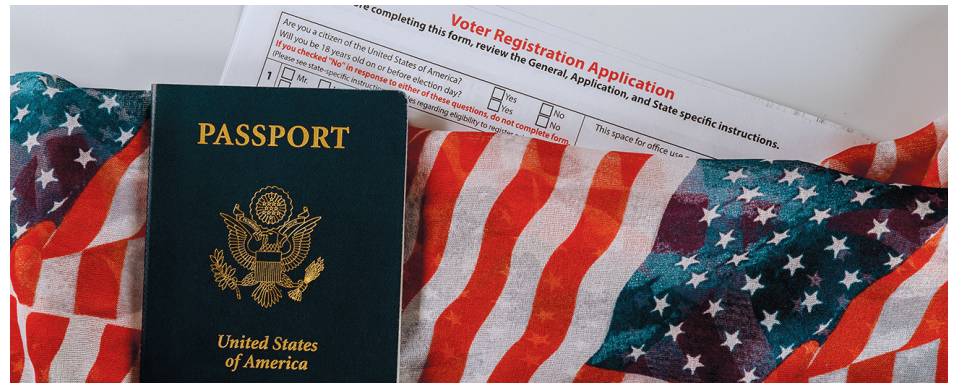 Voter Registration Application
re completing this form, review the General, Application, and State specific instructions.
Are you a citizen of the United States of America?
Will you be 18 years old on or before election day?
Yes No
Yes No
If you checked "No" in response to either of these questions, do not complete form.
(Please see state-specific instruc les regarding eligibility to register
This space for office use
1 Mr.
PASSPORT
United States
of America